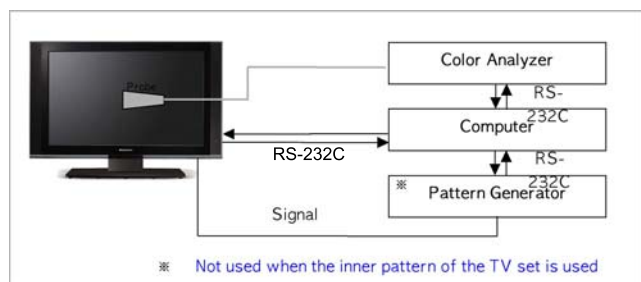 Color Analyzer
Probe
RS-
232C
Computer
RS-232C
RS-
232C
※
Pattern Generator
Signal
※ Not used when the inner pattern of the TV set is used